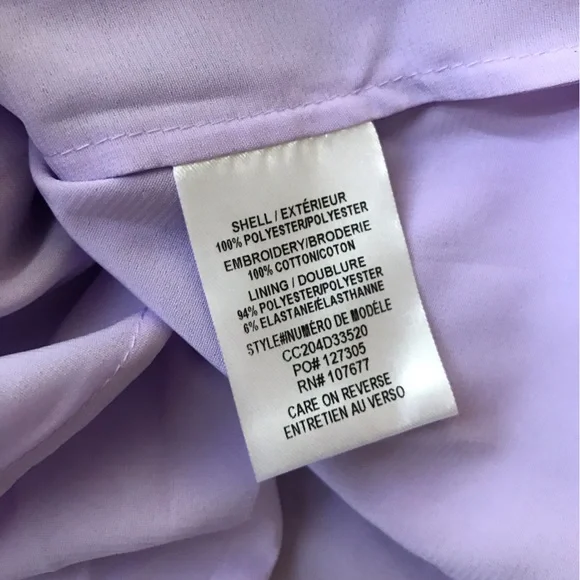 SHELL / EXTÉRIEUR
100% POLYESTER/POLYESTER
EMBROIDERY/BRODERIE
100% COTTON/COTON
LINING / DOUBLURE
94% POLYESTER/POLYESTER
6% ELASTANE/ÉLASTHANNE
STYLE#/NUMÉRO DE MODÈLE
CC204D33520
PO# 127305
RN# 107677
CARE ON REVERSE
ENTRETIEN AU VERSO